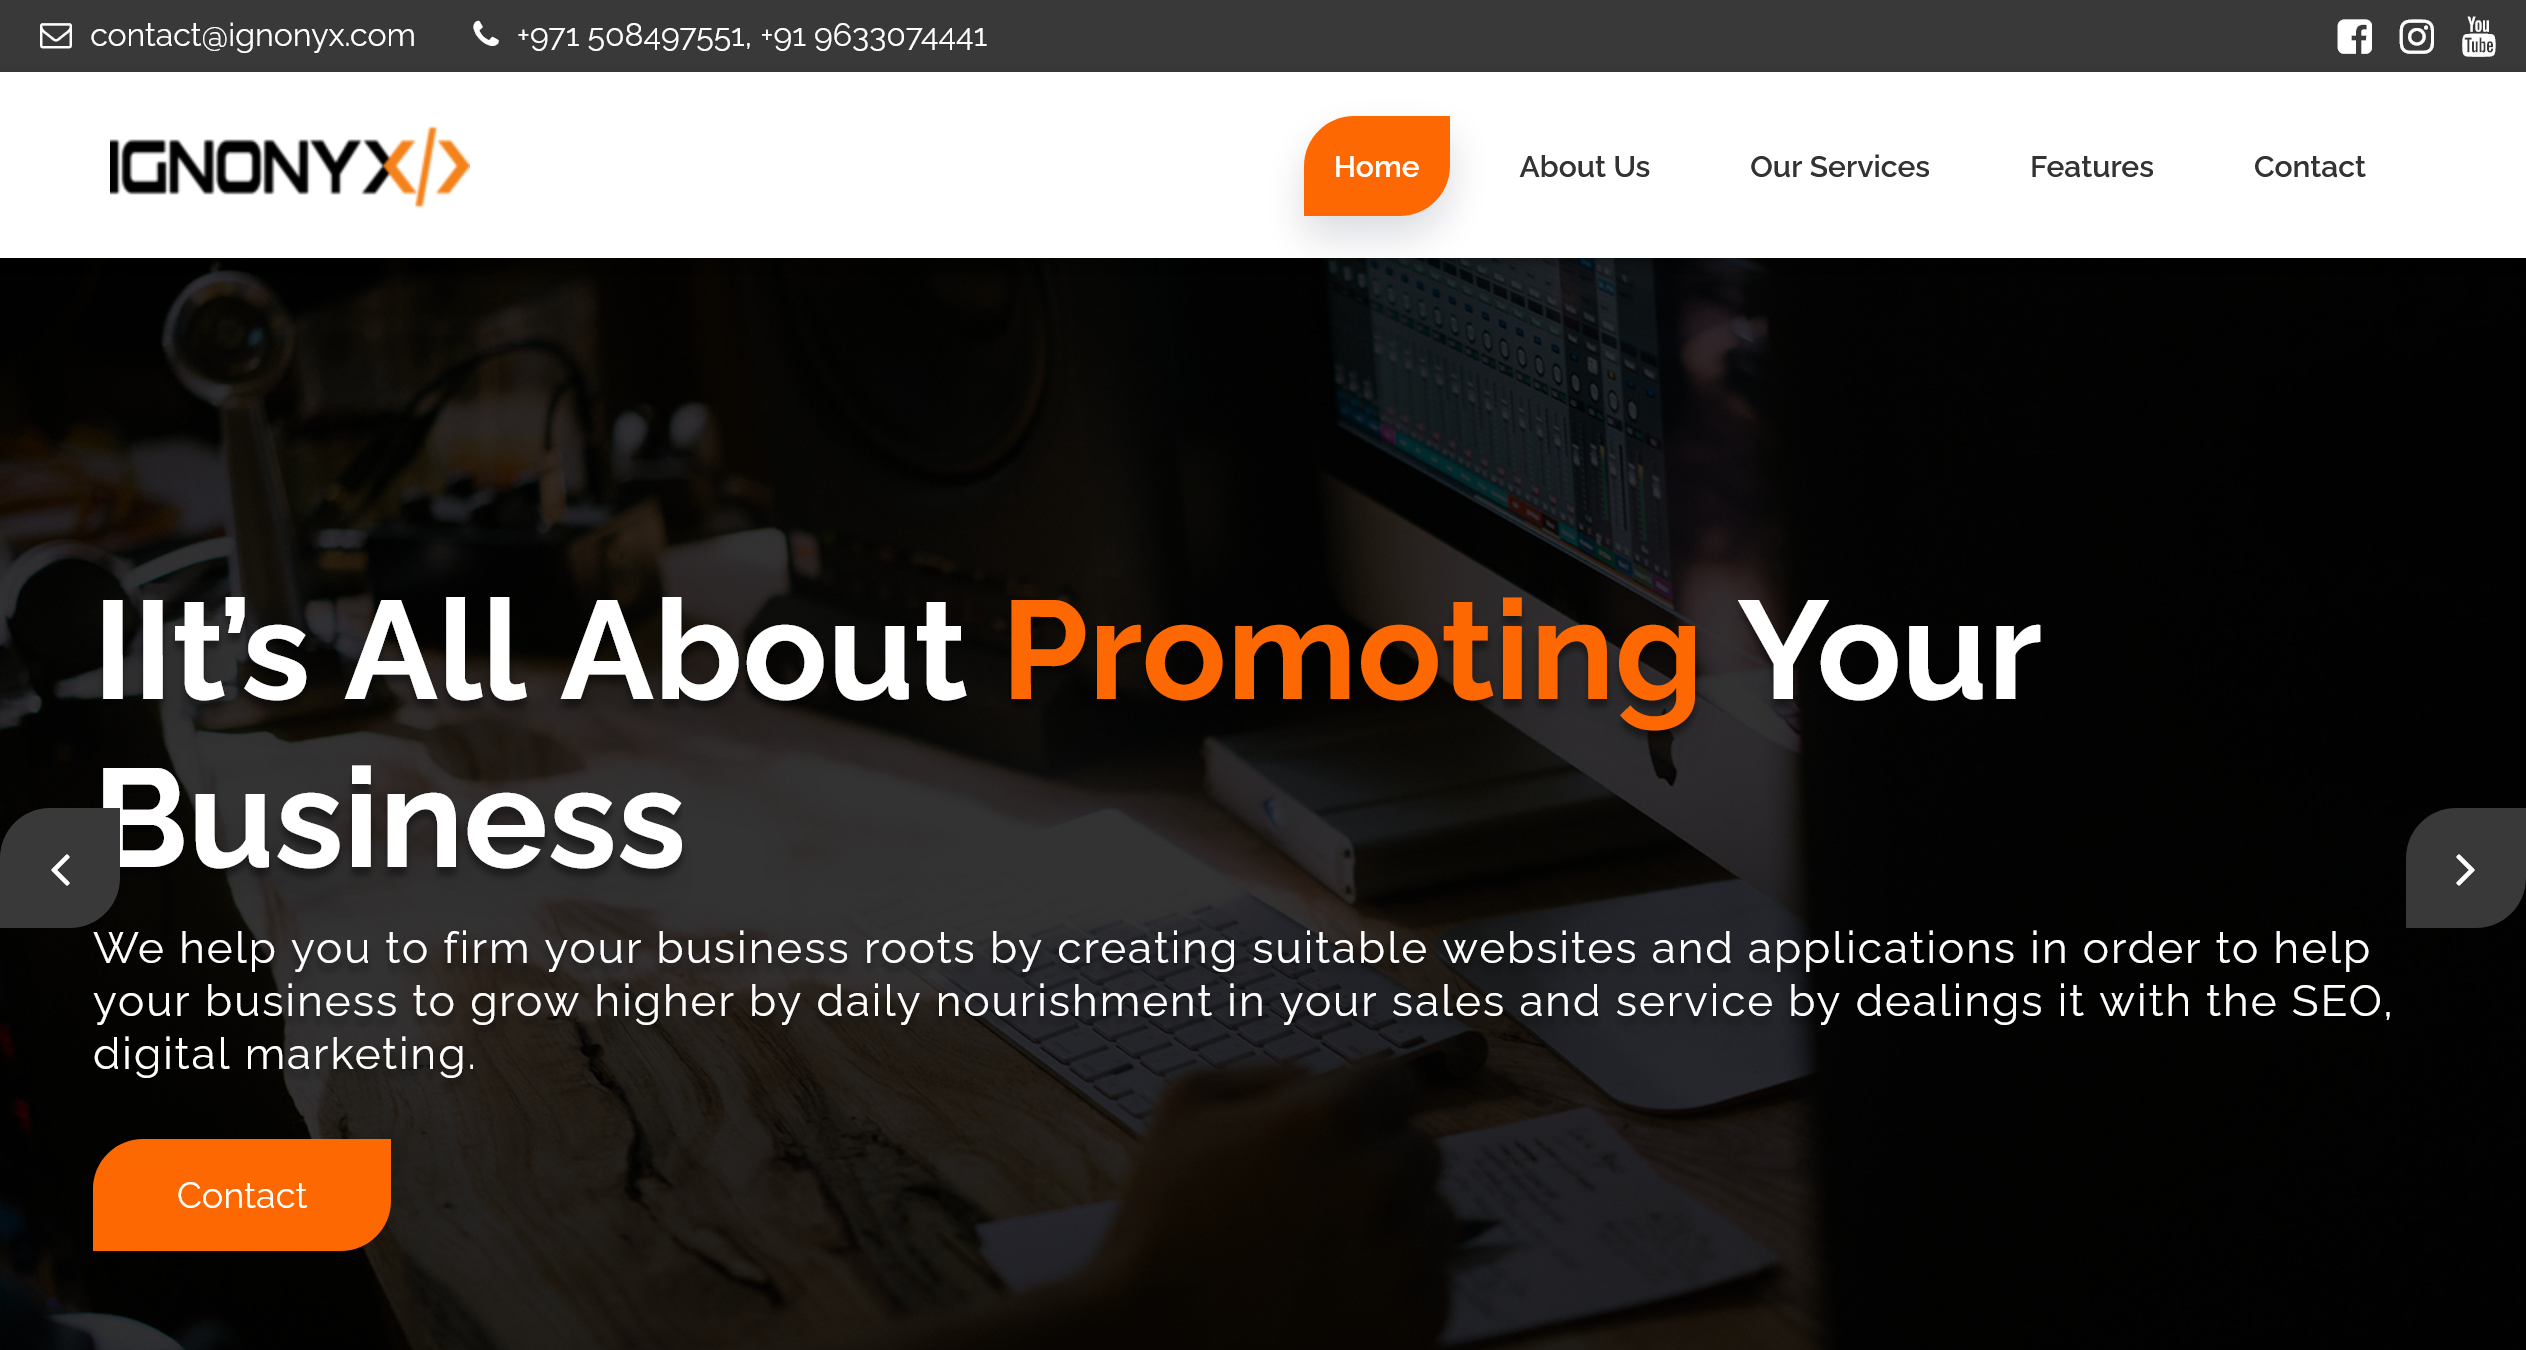 contact@ignonyx.com +971 508497551, +91 9633074441
You
Tube
IGNONYX</>
Home About Us Our Services Features Contact
IIt's All About Promoting Your
Business
We help you to firm your business roots by creating suitable websites and applications in order to help
your business to grow higher by daily nourishment in your sales and service by dealings it with the SEO,
digital marketing.
Contact